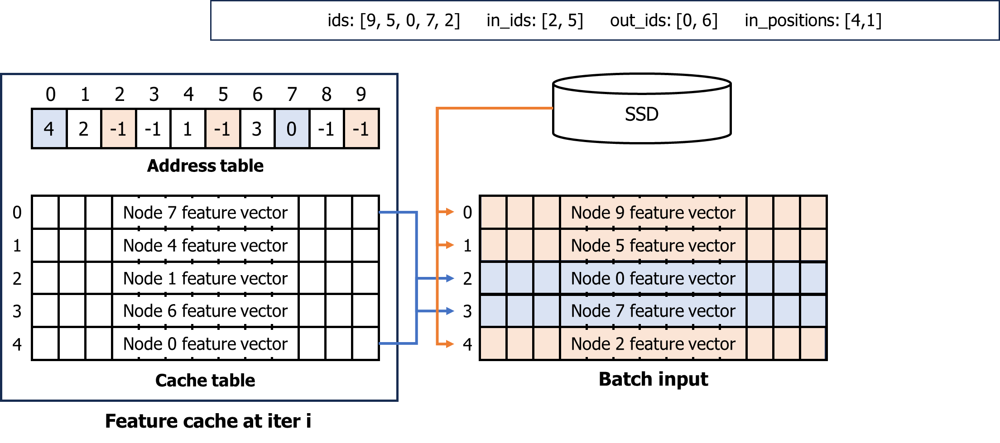 ids: [9, 5, 0, 7, 2] in_ids: [2, 5] out_ids: [0, 6] in_positions: [4,1]
0 1 2 3 4 5 6 7 8 9
4 2 -1 -1 1 -1 3 0 -1 -1
Address table
0 Node 7 feature vector
1 Node 4 feature vector
2 Node 1 feature vector
3 Node 6 feature vector
4 Node 0 feature vector
Cache table
Feature cache at iter i
SSD
0 Node 9 feature vector
1 Node 5 feature vector
2 Node 0 feature vector
3 Node 7 feature vector
4 Node 2 feature vector
Batch input